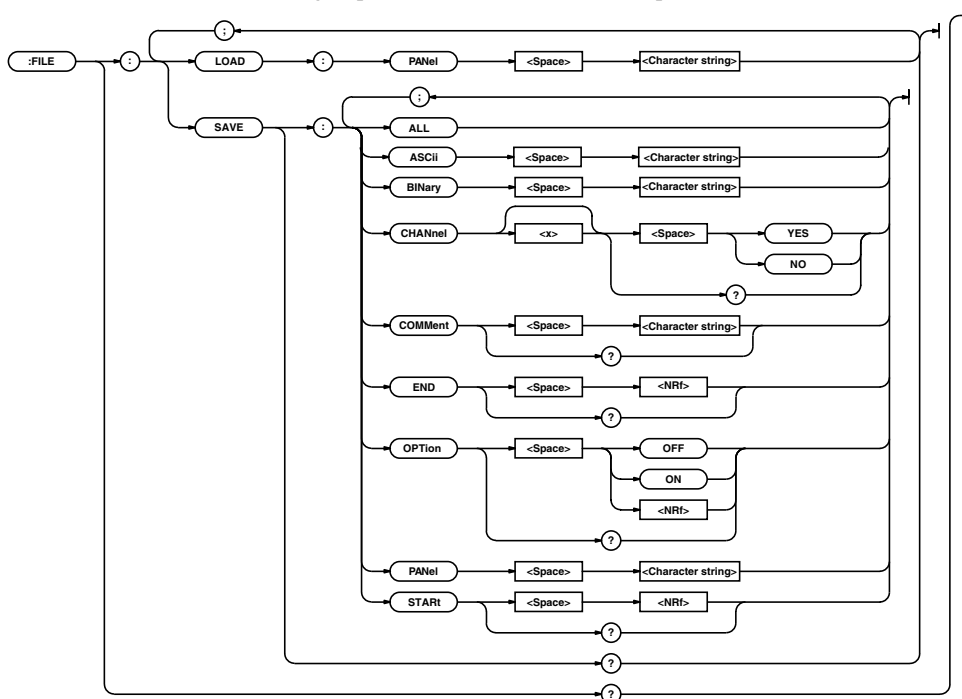 ;
:FILE : LOAD : PANel <Space> <Character string>
;
SAVE : ALL
ASCii <Space> <Character string>
BINary <Space> <Character string>
CHANnel <x> <Space> YES
NO
?
COMMent <Space> <Character string>
?
END <Space> <NRf>
?
OPTion <Space> OFF
ON
<NRf>
?
PANel <Space> <Character string>
STARt <Space> <NRf>
?
?
?